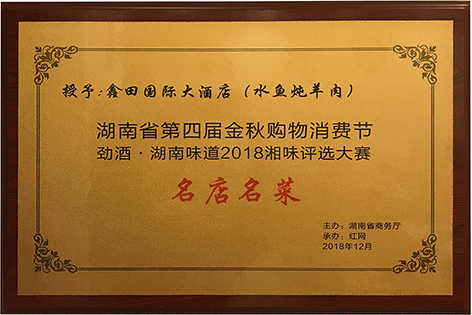 授予:鑫田国际大酒店（水鱼炖羊肉）
湖南省第四届金秋购物消费节
劲酒·湖南味道2018湘味评选大赛
名店名菜
主办：湖南省商务厅
承办：红网
2018年12月